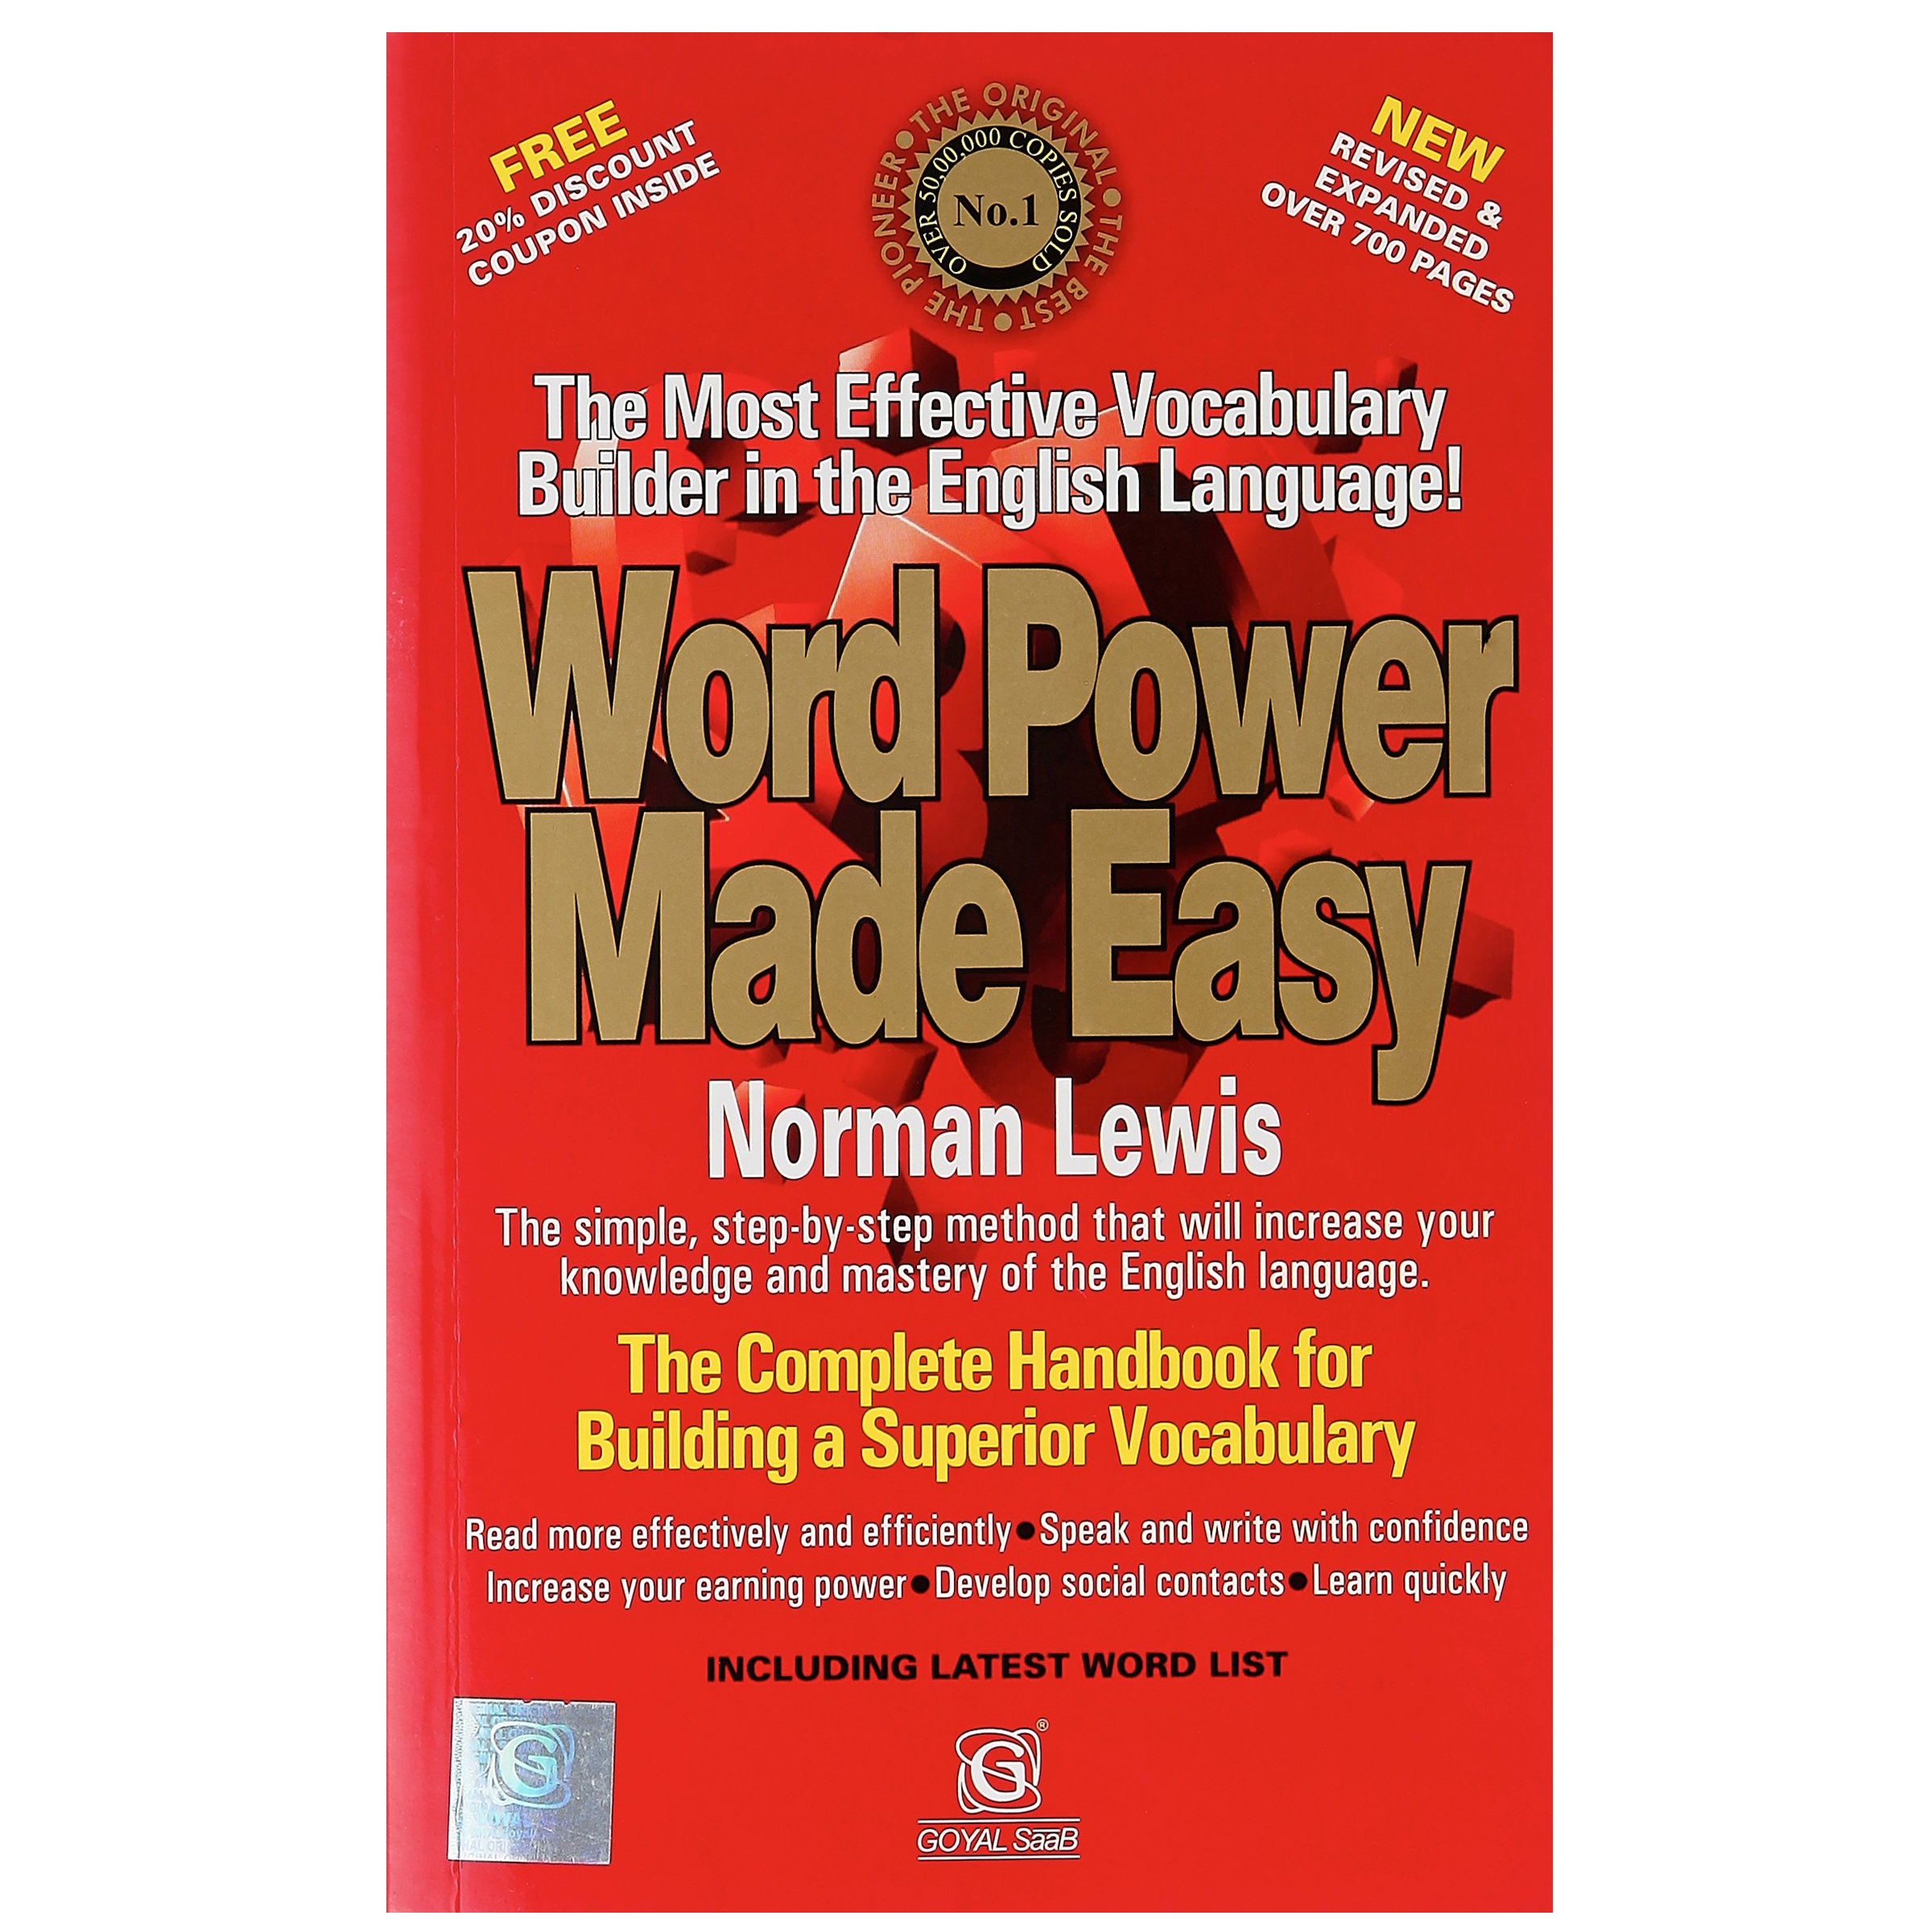 FREE
20% DISCOUNT
COUPON INSIDE
THE PIONEER • THE ORIGINAL • THE BEST •
OVER 50,00,000 COPIES SOLD
No.1
NEW
REVISED &
EXPANDED
OVER 700 PAGES
The Most Effective Vocabulary
Builder in the English Language!
Word Power
Made Easy
Norman Lewis
The simple, step-by-step method that will increase your
knowledge and mastery of the English language.
The Complete Handbook for
Building a Superior Vocabulary
Read more effectively and efficiently•Speak and write with confidence
Increase your earning power•Develop social contacts•Learn quickly
INCLUDING LATEST WORD LIST
G
G®
GOYAL SaaB